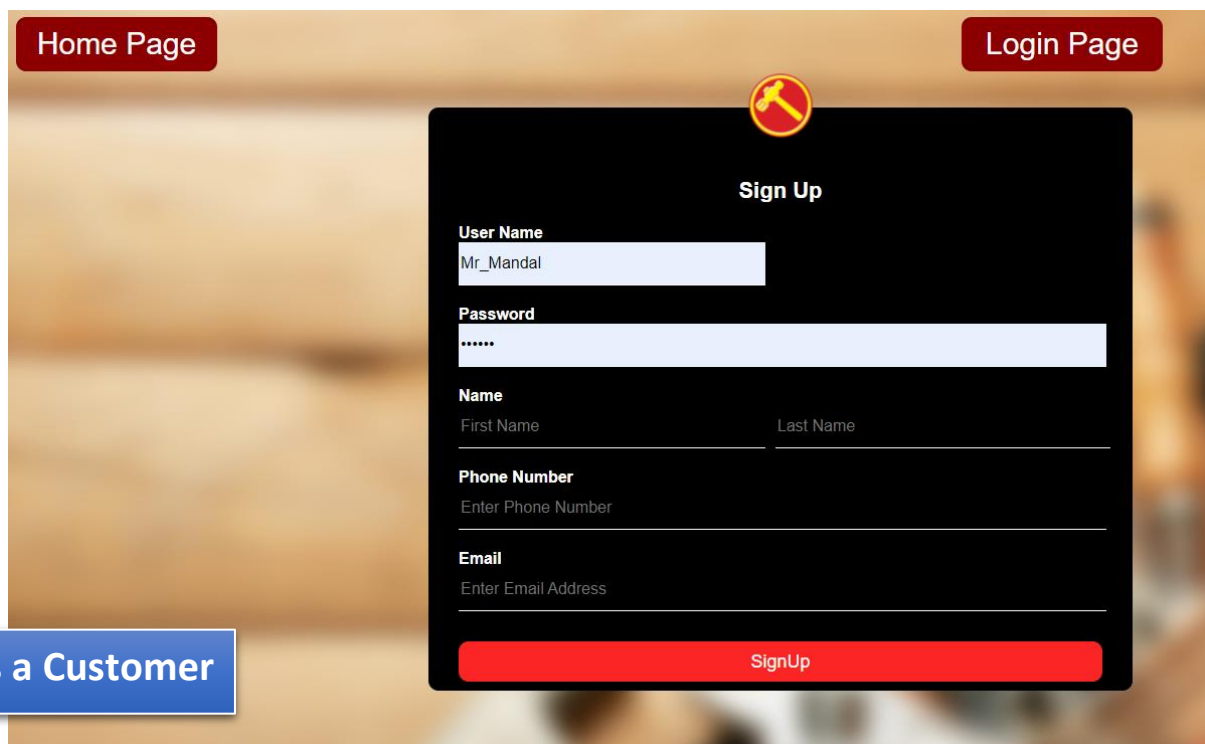 Home Page
Login Page
Sign Up
User Name
Mr_Mandal
Password
••••••
Name
First Name Last Name
Phone Number
Enter Phone Number
Email
Enter Email Address
SignUp
a Customer